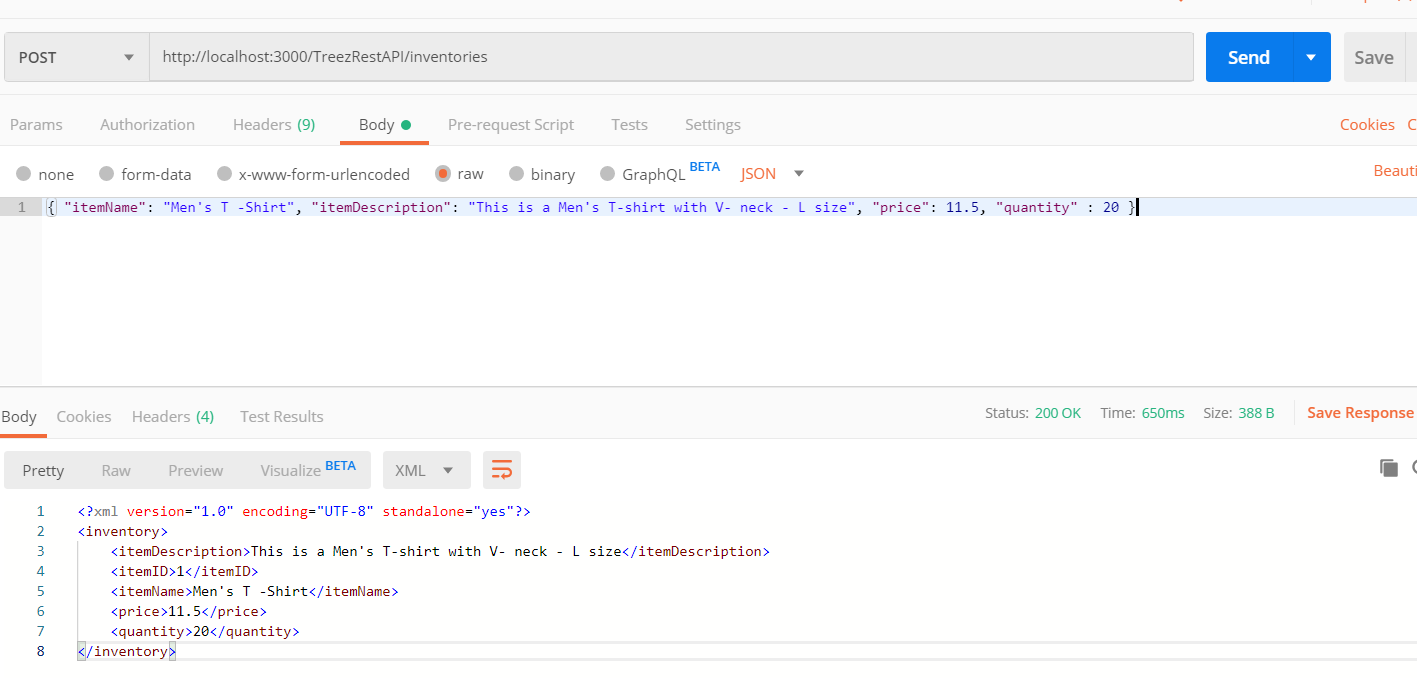 POST http://localhost:3000/TreezRestAPI/inventories Send Save
Params Authorization Headers (9) Body Pre-request Script Tests Settings Cookies
none form-data x-www-form-urlencoded raw binary GraphQL BETA JSON Beauti
1 { "itemName": "Men's T -Shirt", "itemDescription": "This is a Men's T-shirt with V- neck - L size", "price": 11.5, "quantity" : 20 }
Body Cookies Headers (4) Test Results Status: 200 OK Time: 650ms Size: 388 B Save Response
Pretty Raw Preview Visualize BETA XML
1 <?xml version="1.0" encoding="UTF-8" standalone="yes"?>
2 <inventory>
3 <itemDescription>This is a Men's T-shirt with V- neck - L size</itemDescription>
4 <itemID>1</itemID>
5 <itemName>Men's T -Shirt</itemName>
6 <price>11.5</price>
7 <quantity>20</quantity>
8 </inventory>